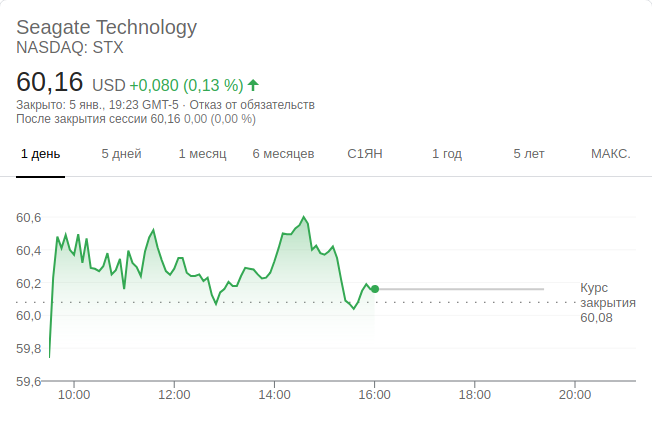 Seagate Technology
NASDAQ: STX
60,16 USD +0,080 (0,13 %)
Закрыто: 5 янв., 19:23 GMT-5 · Отказ от обязательств
После закрытия сессии 60,16 0,00 (0,00 %)
1 день 5 дней 1 месяц 6 месяцев С1ЯН 1 год 5 лет МАКС.
60,6
60,4
60,2
Курс
закрытия
60,08
60,0
59,8
59,6
10:00 12:00 14:00 16:00 18:00 20:00